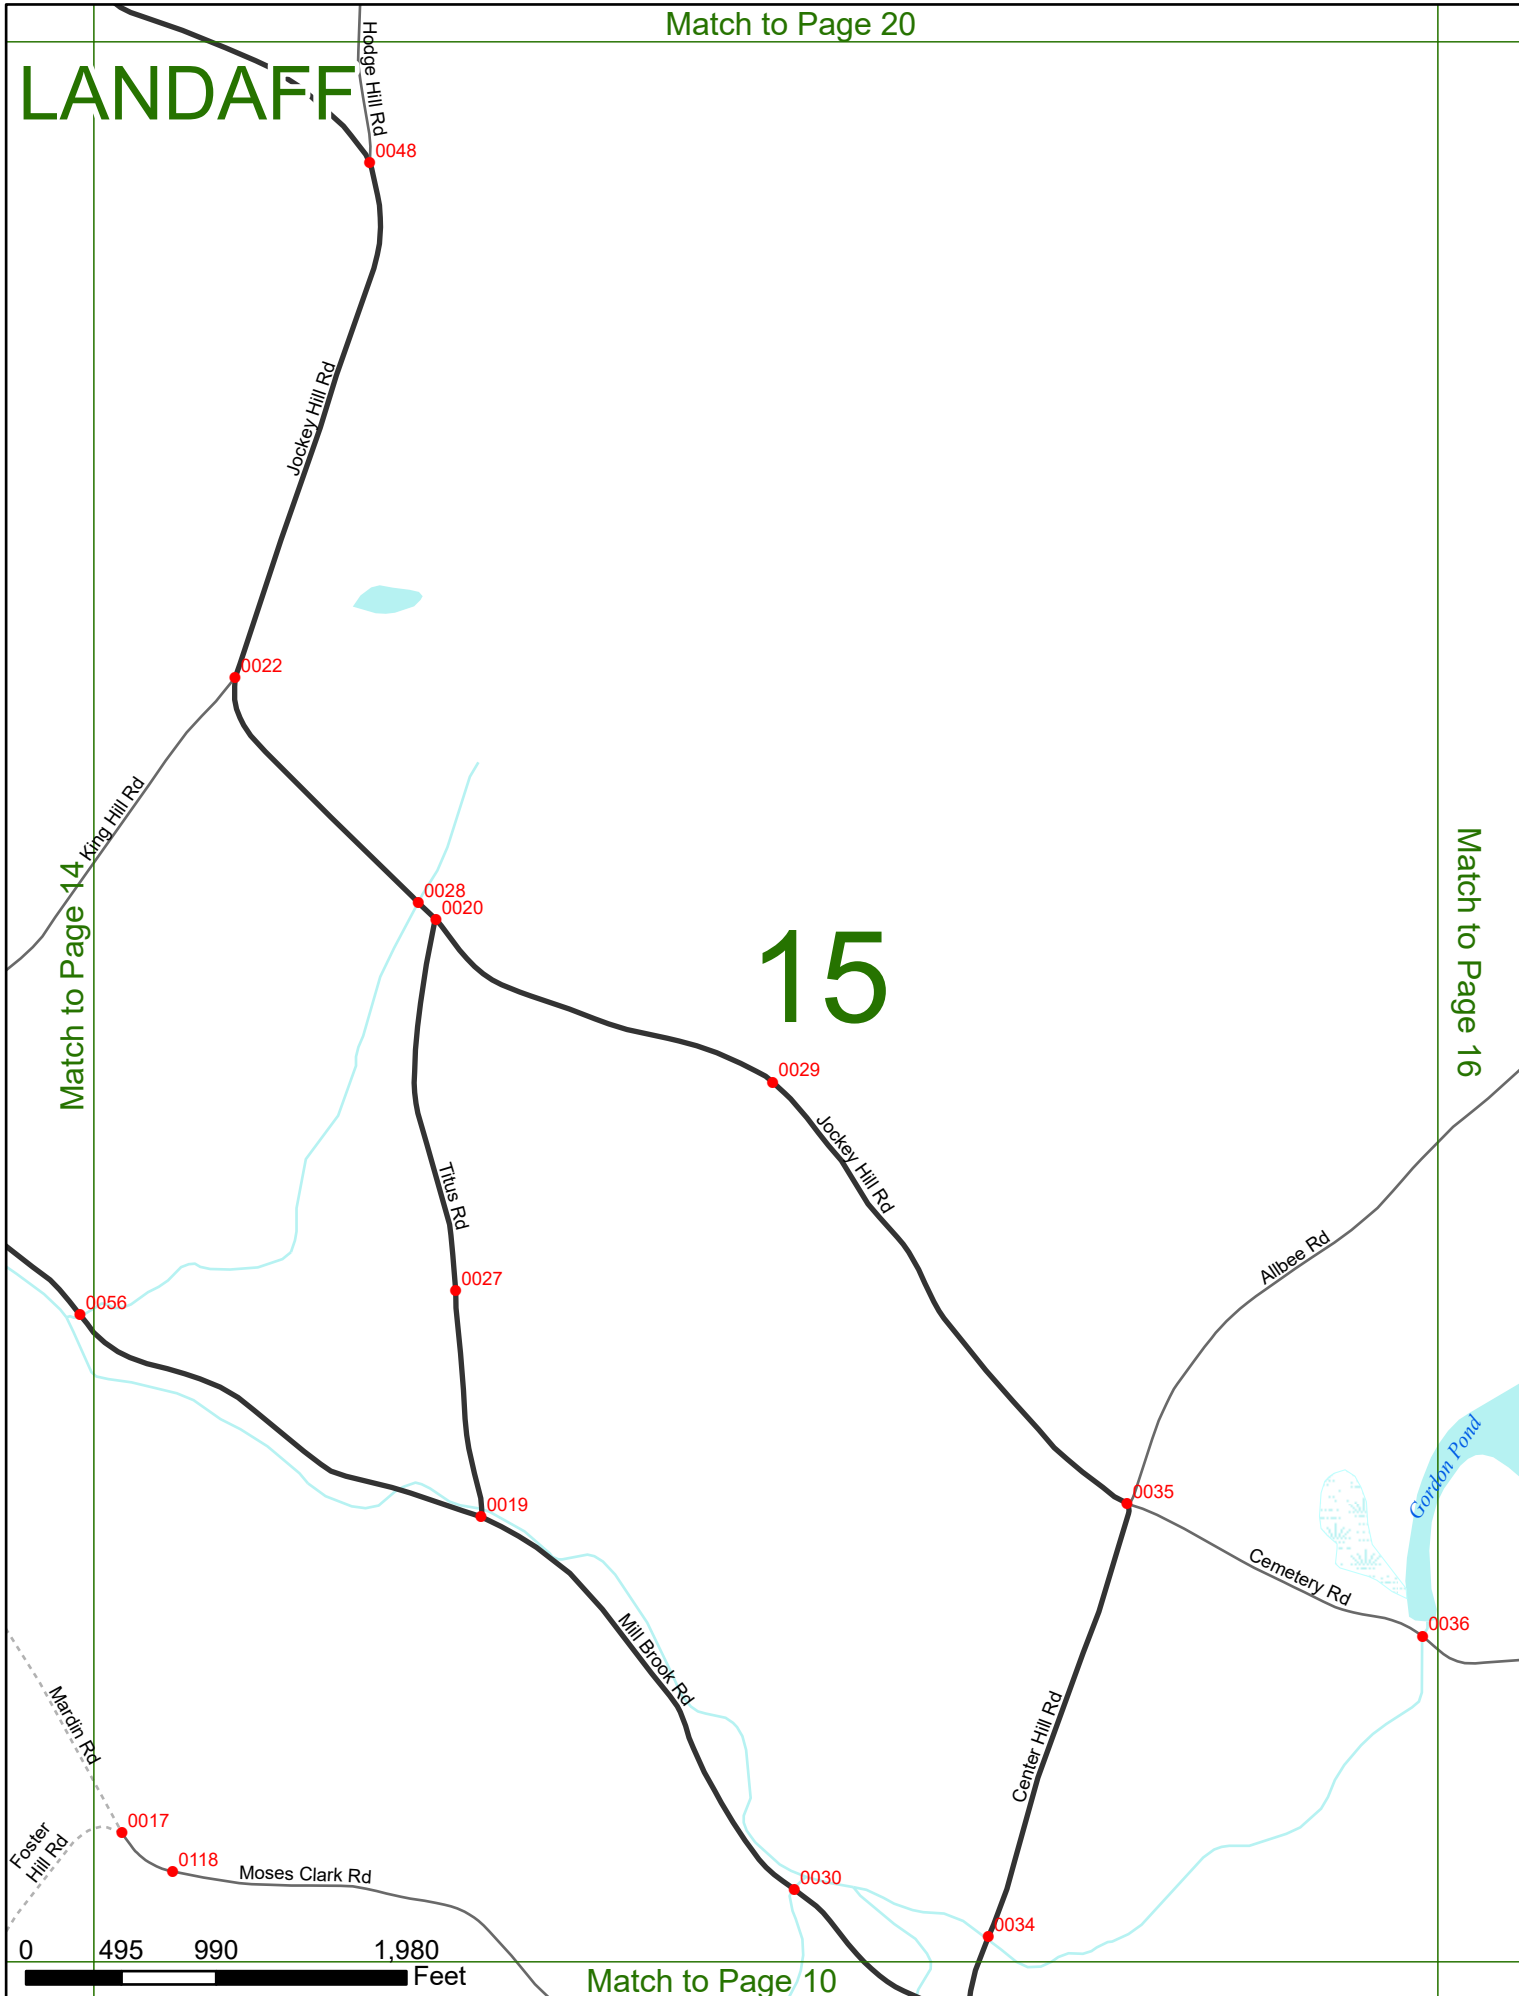 Match to Page 20
LANDAFF
Hodge Hill Rd
0048
Jockey Hill Rd
0022
King Hill Rd
Match to Page 14
0028
0020
15
Match to Page 16
0029
Jockey Hill Rd
Titus Rd
Allbee Rd
0027
0056
Gordon Pond
0035
0019
Cemetery Rd
0036
Mill Brook Rd
Mardin Rd
Center Hill Rd
0017
Foster
Hill Rd
0118
Moses Clark Rd
0030
0034
0 495 990 1,980
Feet
Match to Page 10